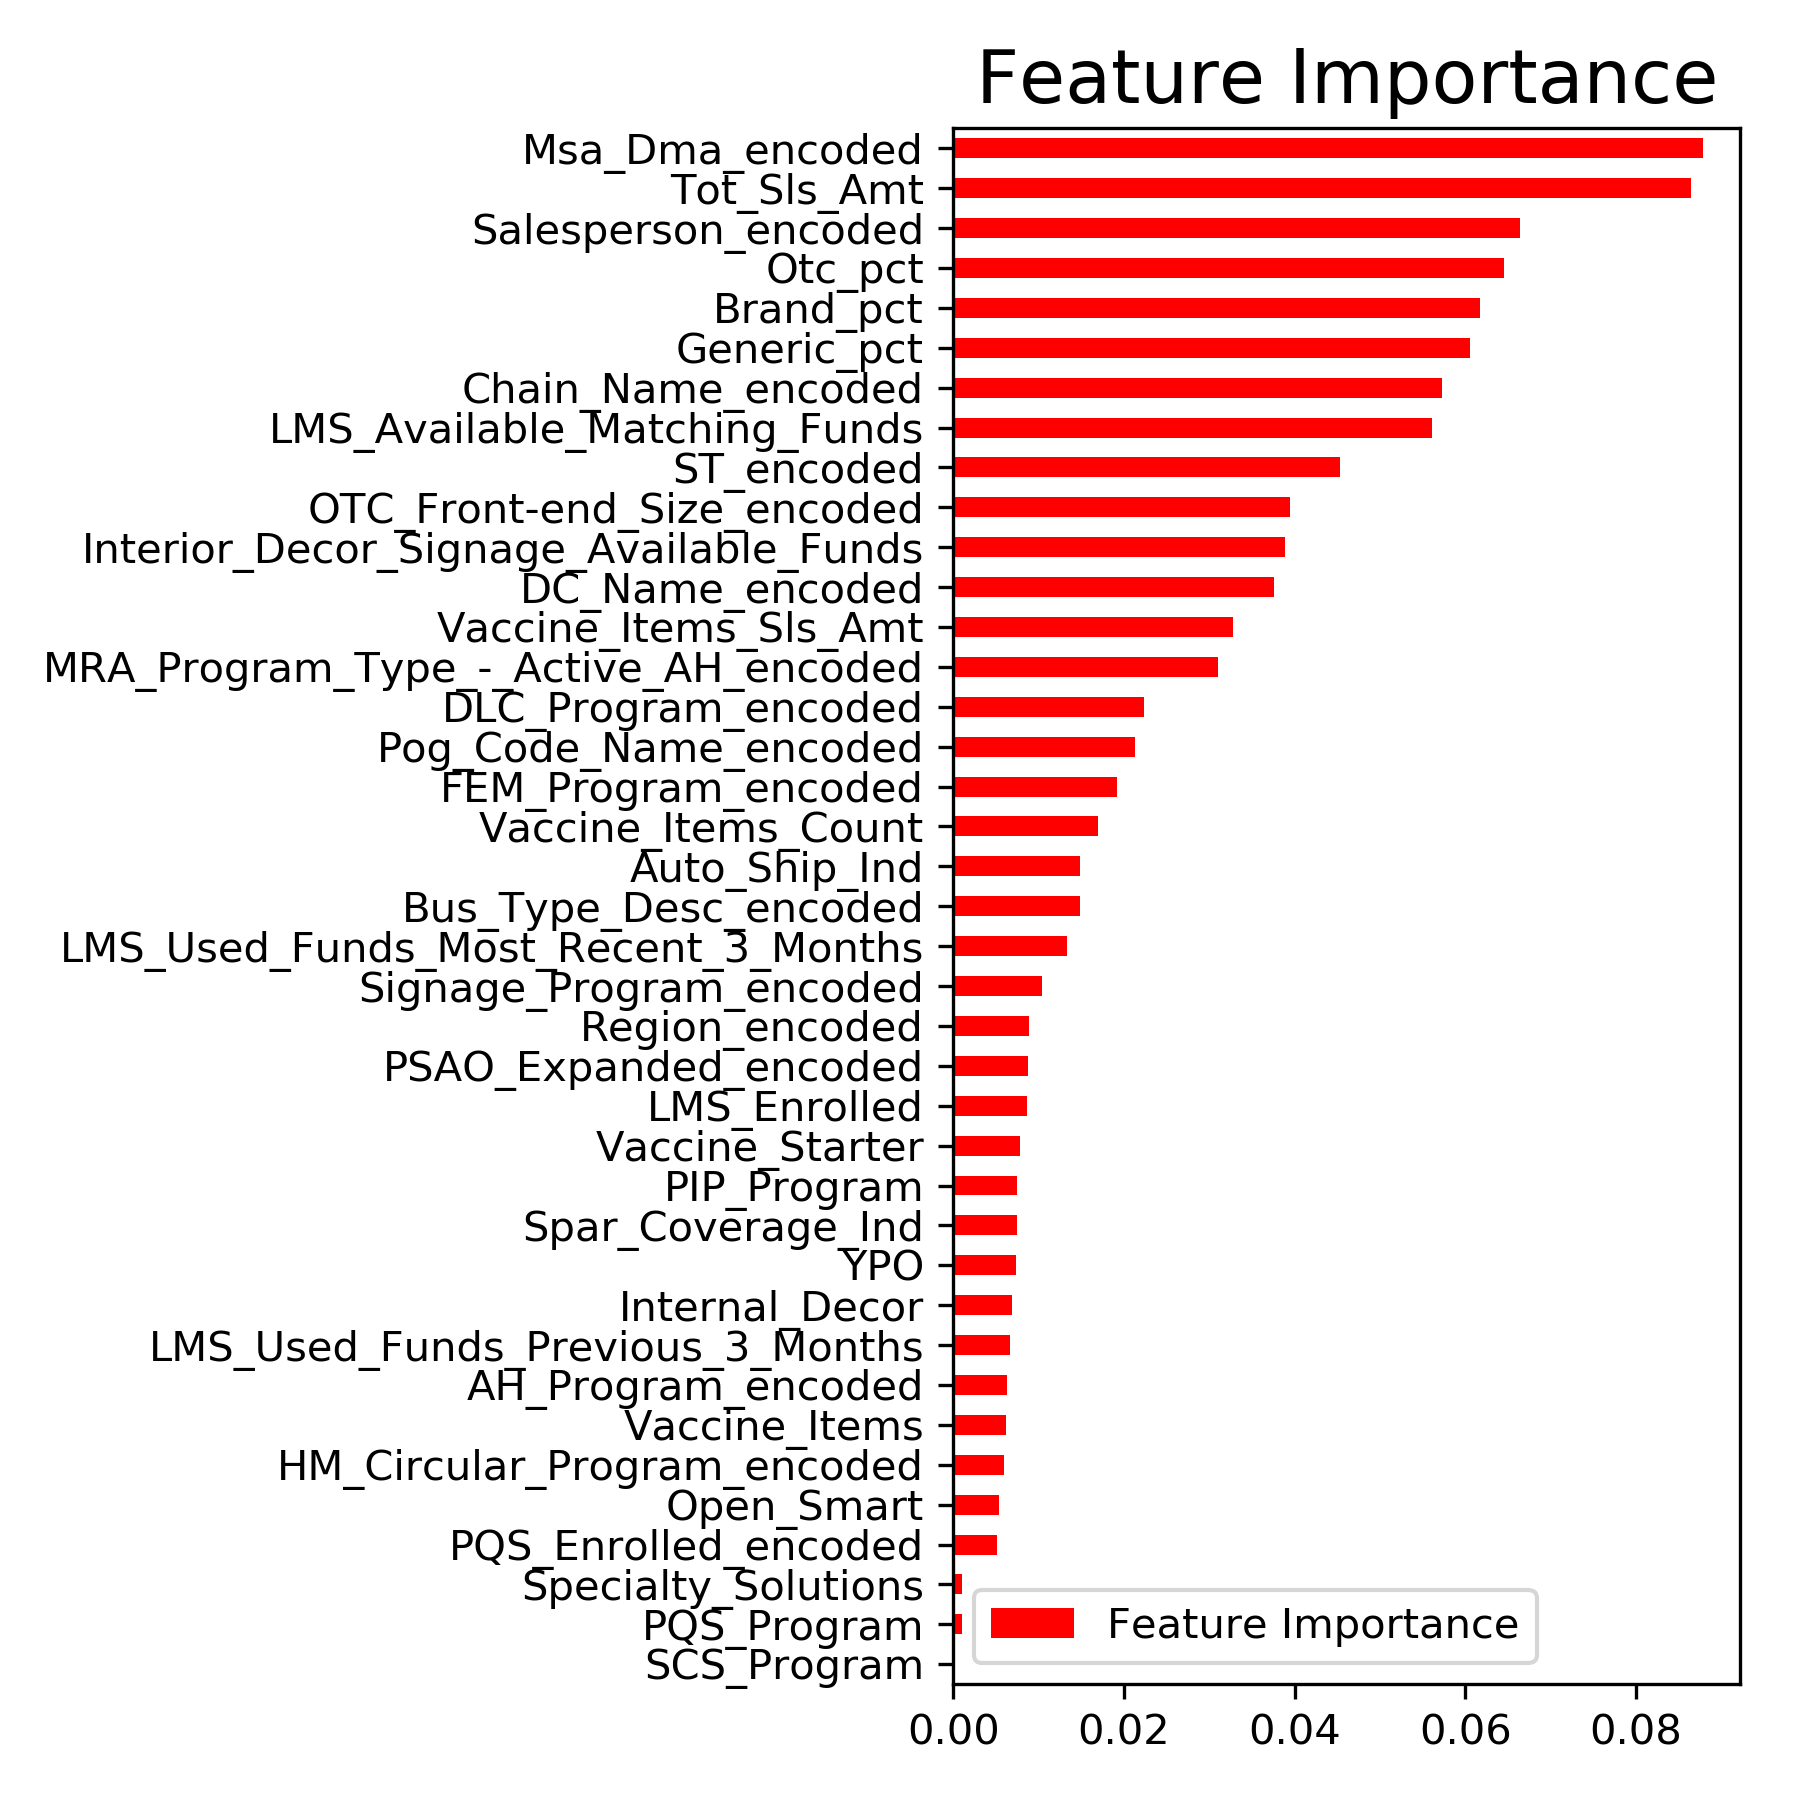 Feature Importance
Msa_Dma_encoded
Tot_Sls_Amt
Salesperson_encoded
Otc_pct
Brand_pct
Generic_pct
Chain_Name_encoded
LMS_Available_Matching_Funds
ST_encoded
OTC_Front-end_Size_encoded
Interior_Decor_Signage_Available_Funds
DC_Name_encoded
Vaccine_Items_Sls_Amt
MRA_Program_Type_-_Active_AH_encoded
DLC_Program_encoded
Pog_Code_Name_encoded
FEM_Program_encoded
Vaccine_Items_Count
Auto_Ship_Ind
Bus_Type_Desc_encoded
LMS_Used_Funds_Most_Recent_3_Months
Signage_Program_encoded
Region_encoded
PSAO_Expanded_encoded
LMS_Enrolled
Vaccine_Starter
PIP_Program
Spar_Coverage_Ind
YPO
Internal_Decor
LMS_Used_Funds_Previous_3_Months
AH_Program_encoded
Vaccine_Items
HM_Circular_Program_encoded
Open_Smart
PQS_Enrolled_encoded
Specialty_Solutions
PQS_Program
SCS_Program
Feature Importance
0.00 0.02 0.04 0.06 0.08